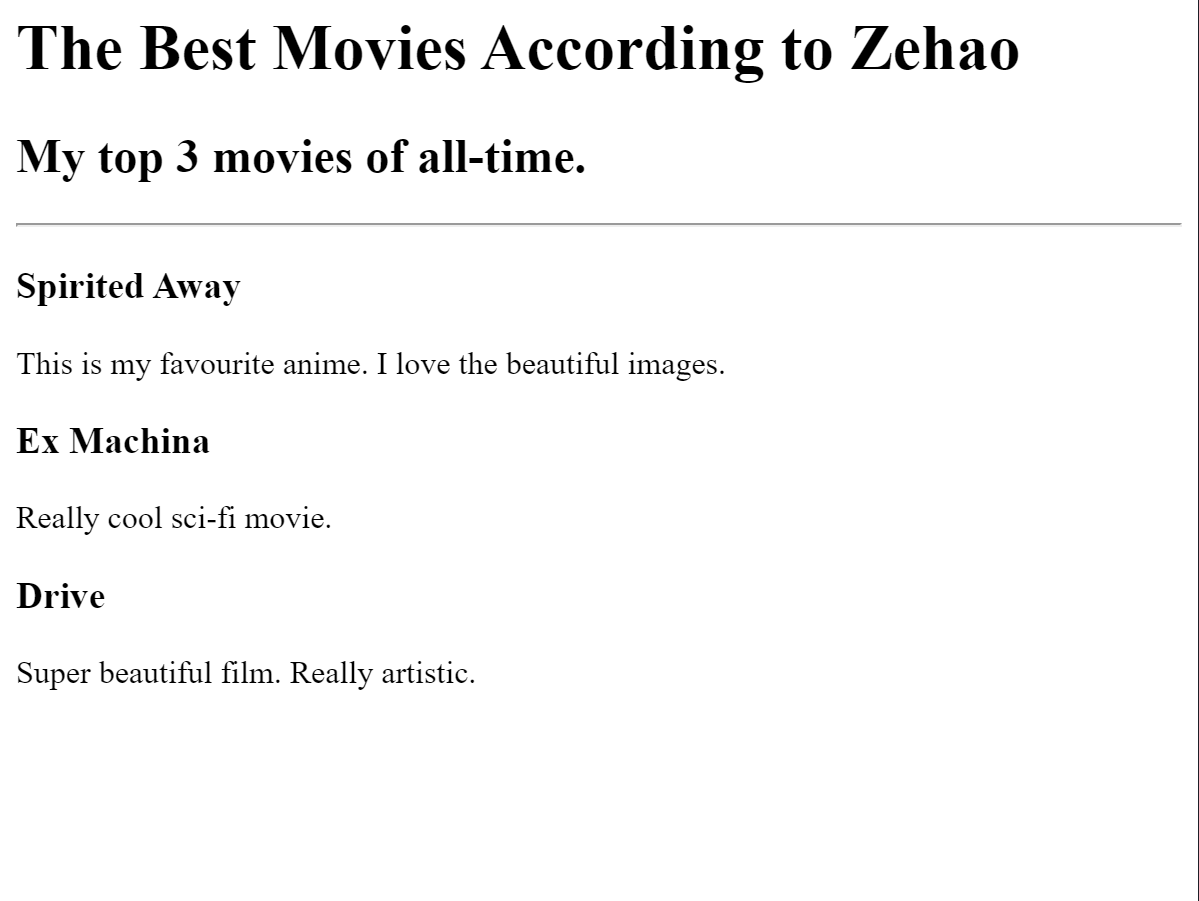 The Best Movies According to Zehao
My top 3 movies of all-time.
Spirited Away
This is my favourite anime. I love the beautiful images.
Ex Machina
Really cool sci-fi movie.
Drive
Super beautiful film. Really artistic.